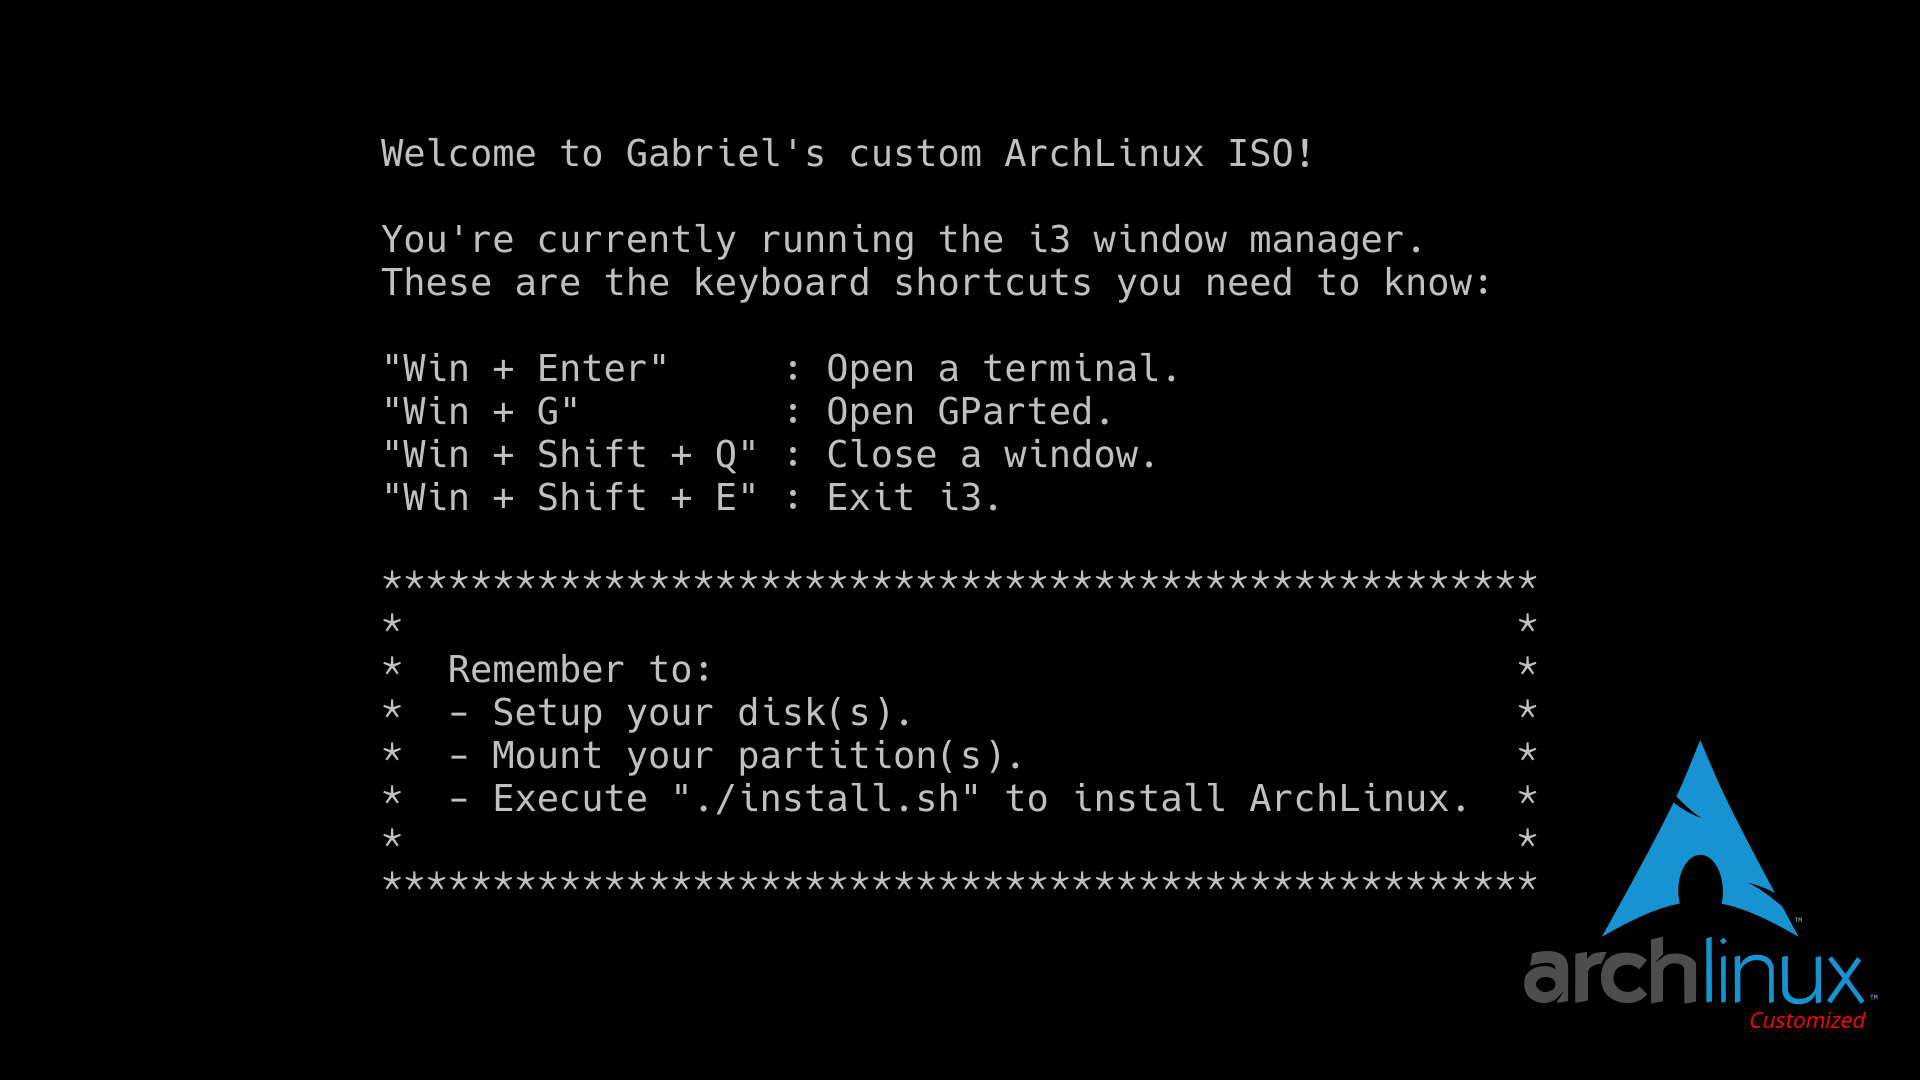 Welcome to Gabriel's custom ArchLinux ISO!
You're currently running the i3 window manager.
These are the keyboard shortcuts you need to know:
"Win + Enter"     : Open a terminal.
"Win + G"         : Open GParted.
"Win + Shift + Q" : Close a window.
"Win + Shift + E" : Exit i3.
****************************************************
*                                                  *
*  Remember to:                                    *
*  - Setup your disk(s).                           *
*  - Mount your partition(s).                      *
*  - Execute "./install.sh" to install ArchLinux.  *
*                                                  *
****************************************************
™
archlinux™
Customized